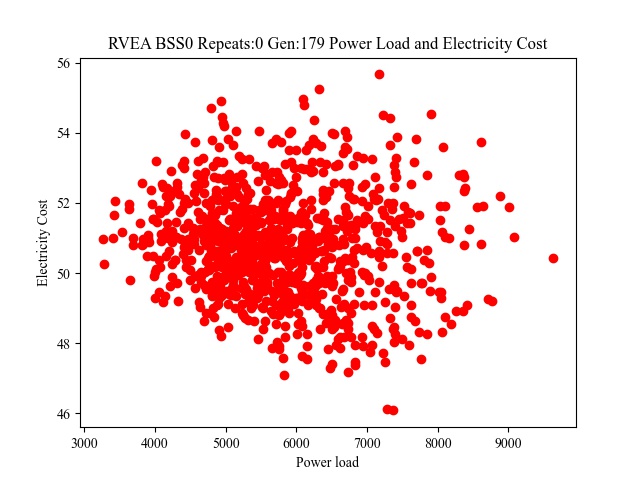 RVEA BSS0 Repeats:0 Gen:179 Power Load and Electricity Cost
56
54
52
50
48
46
Electricity Cost
3000 4000 5000 6000 7000 8000 9000
Power load